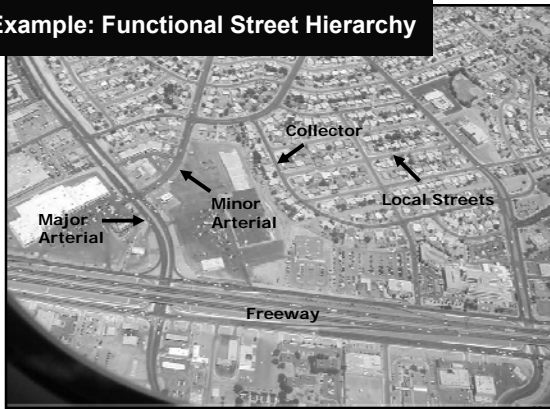 Example: Functional Street Hierarchy
Collector
Local Streets
Minor
Arterial
Major
Arterial
Freeway